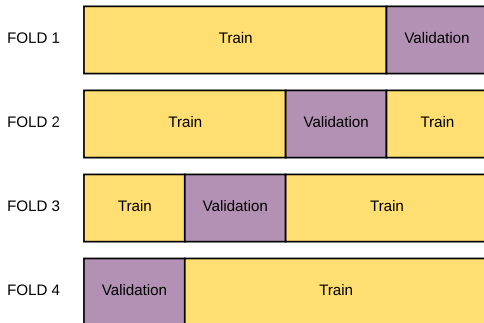 FOLD 1 Train Validation
FOLD 2 Train Validation Train
FOLD 3 Train Validation Train
FOLD 4 Validation Train